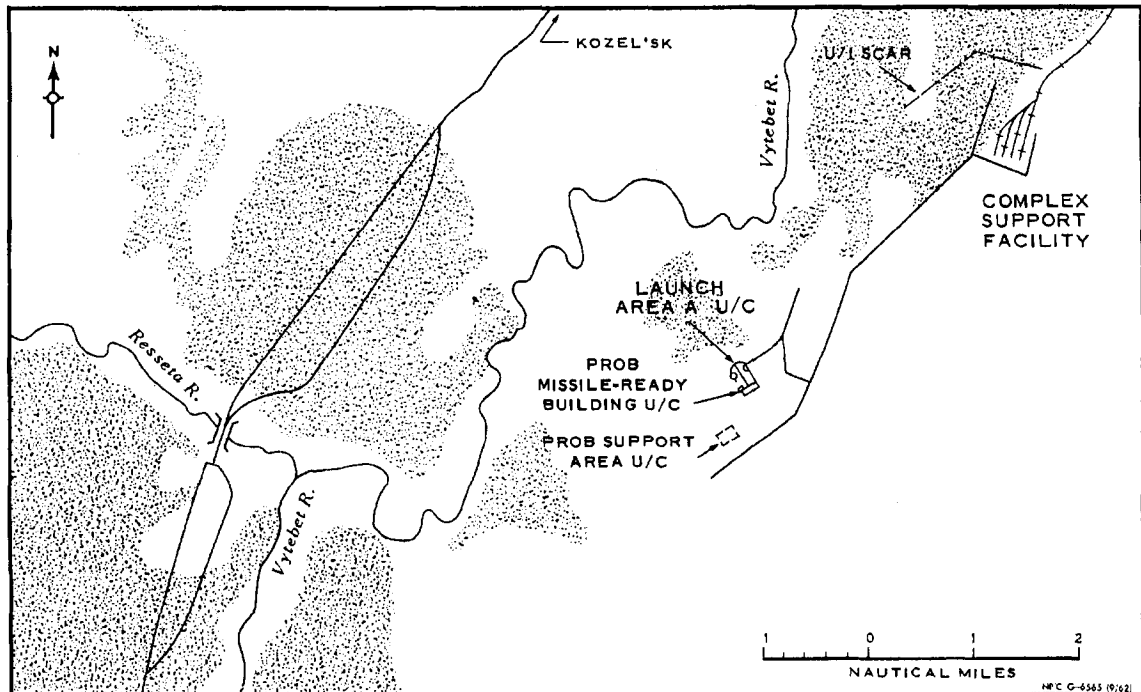 N
KOZEL'SK
U/I SCAR
Vytebet R.
COMPLEX
SUPPORT
FACILITY
LAUNCH
AREA A U/C
Resseta R.
PROB
MISSILE-READY
BUILDING U/C
PROB SUPPORT
AREA U/C
Vytebet R.
1 0 1 2
NAUTICAL MILES
NPIC G-6565 (9/62)